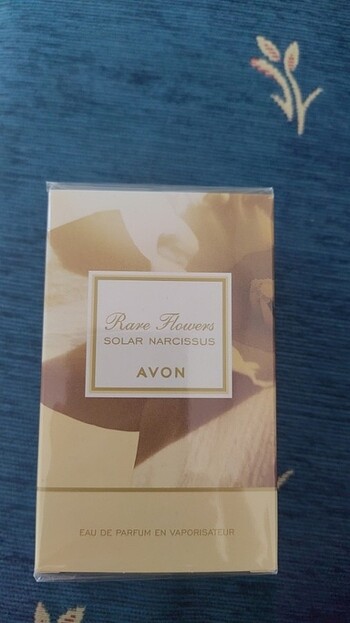 Rare Flowers
SOLAR NARCISSUS
AVON
EAU DE PARFUM EN VAPORISATEUR